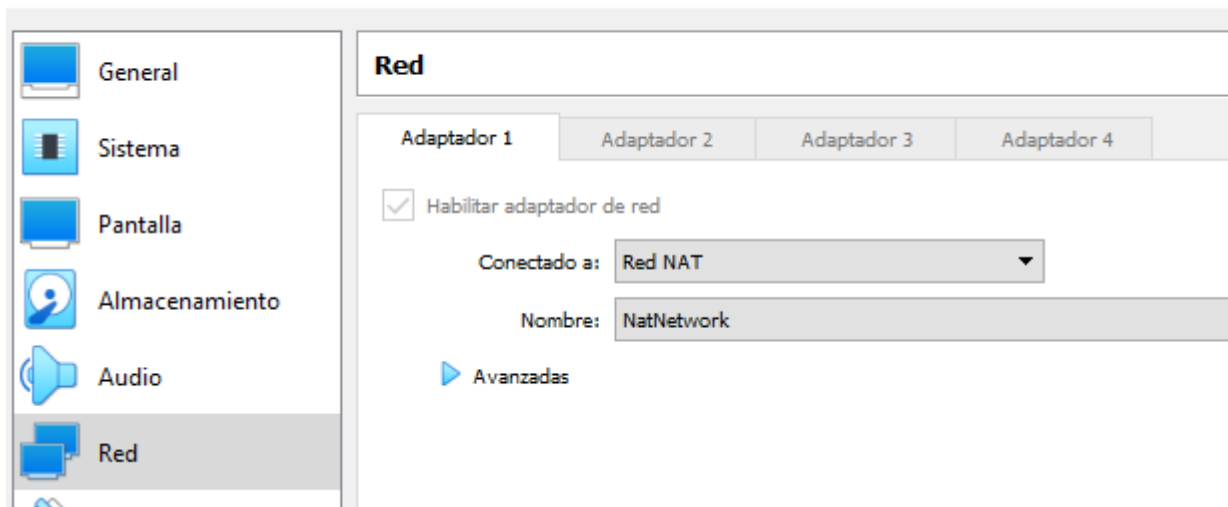 General
Sistema
Pantalla
Almacenamiento
Audio
Red
Red
Adaptador 1 Adaptador 2 Adaptador 3 Adaptador 4
Habilitar adaptador de red
Conectado a: Red NAT
Nombre: NatNetwork
Avanzadas